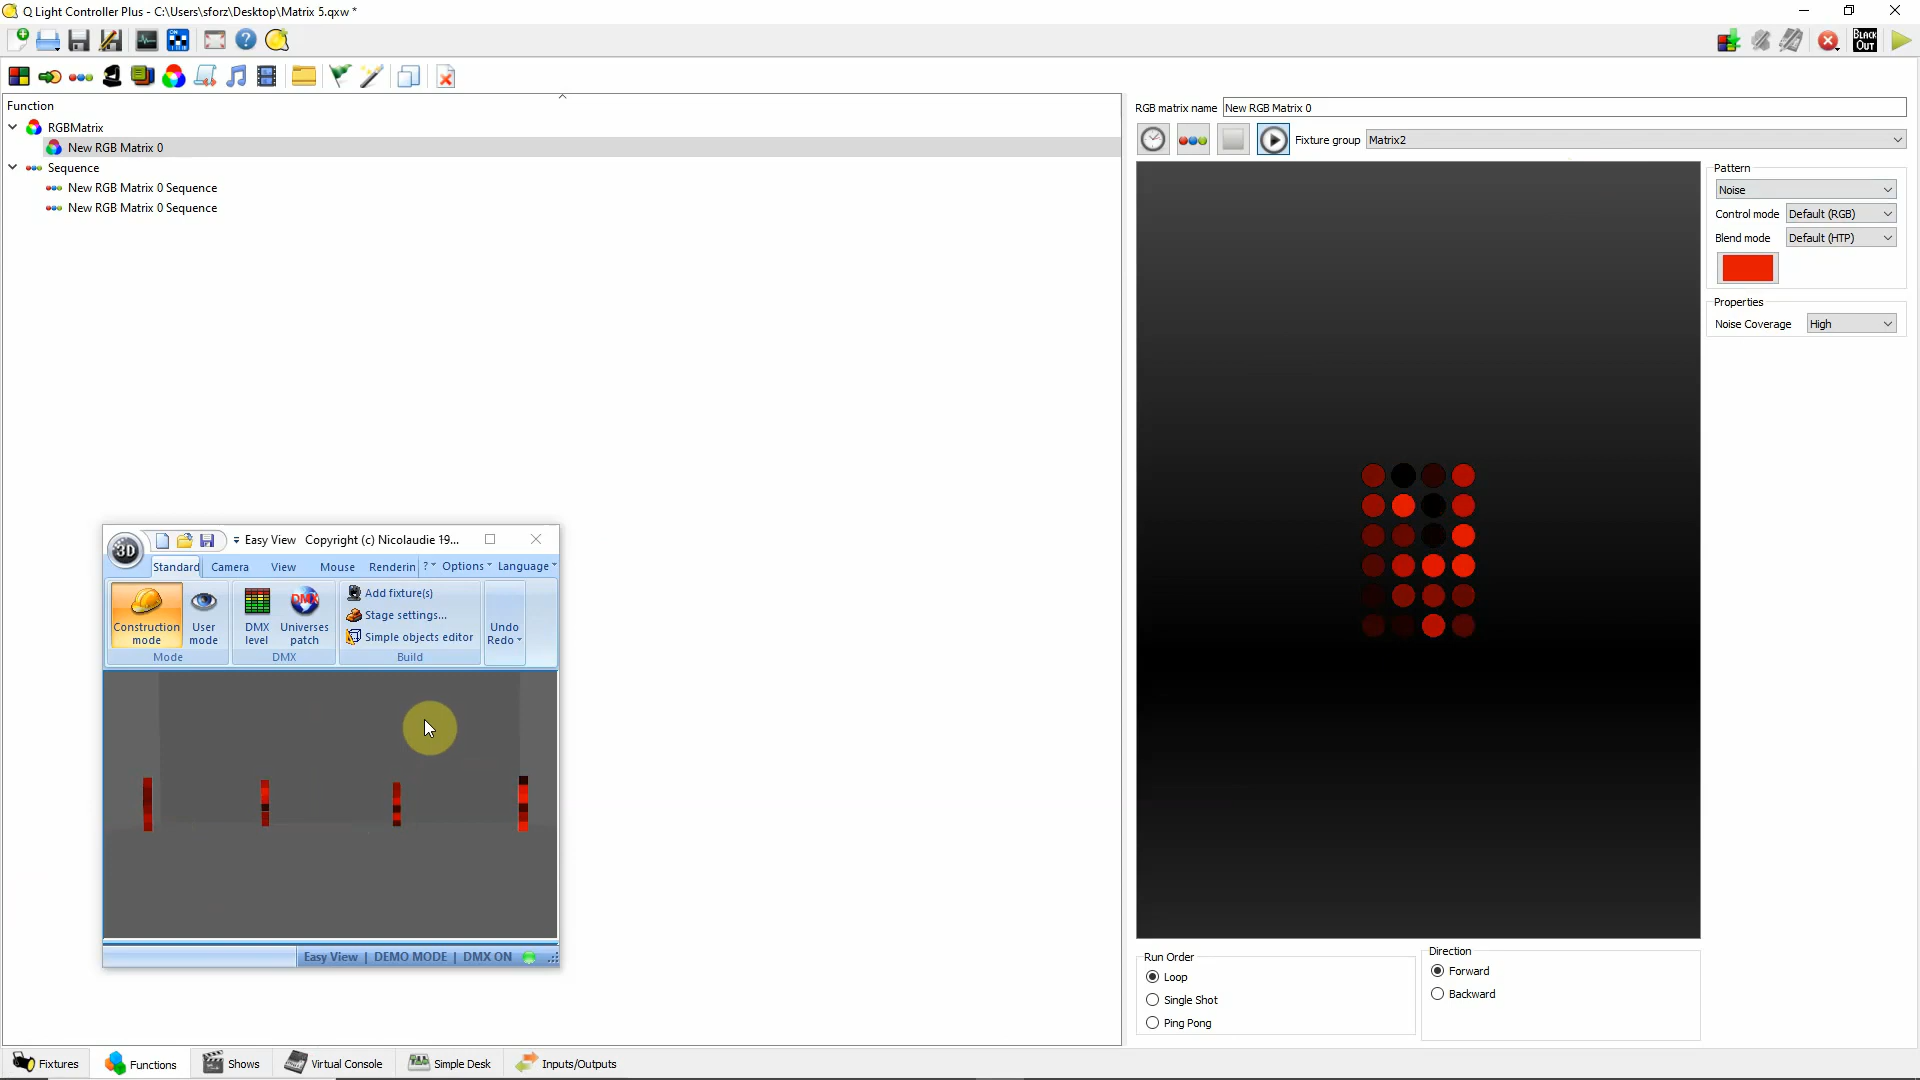 Q Light Controller Plus - C:\Users\sforz\Desktop\Matrix 5.qxw *
BLACK
OUT
Function
RGBMatrix
New RGB Matrix 0
Sequence
New RGB Matrix 0 Sequence
New RGB Matrix 0 Sequence
RGB matrix name New RGB Matrix 0
Fixture group Matrix2
Pattern
Noise
Control mode Default (RGB)
Blend mode Default (HTP)
Properties
Noise Coverage High
3D Easy View Copyright (c) Nicolaudie 19...
Standard Camera View Mouse Renderin ? Options Language
Construction mode
User mode
DMX level
DMX
Universes patch
Add fixture(s)
Stage settings...
Simple objects editor
Undo
Redo
Mode DMX Build
Easy View | DEMO MODE | DMX ON
Run Order
Loop
Single Shot
Ping Pong
Direction
Forward
Backward
Fixtures Functions Shows Virtual Console Simple Desk Inputs/Outputs